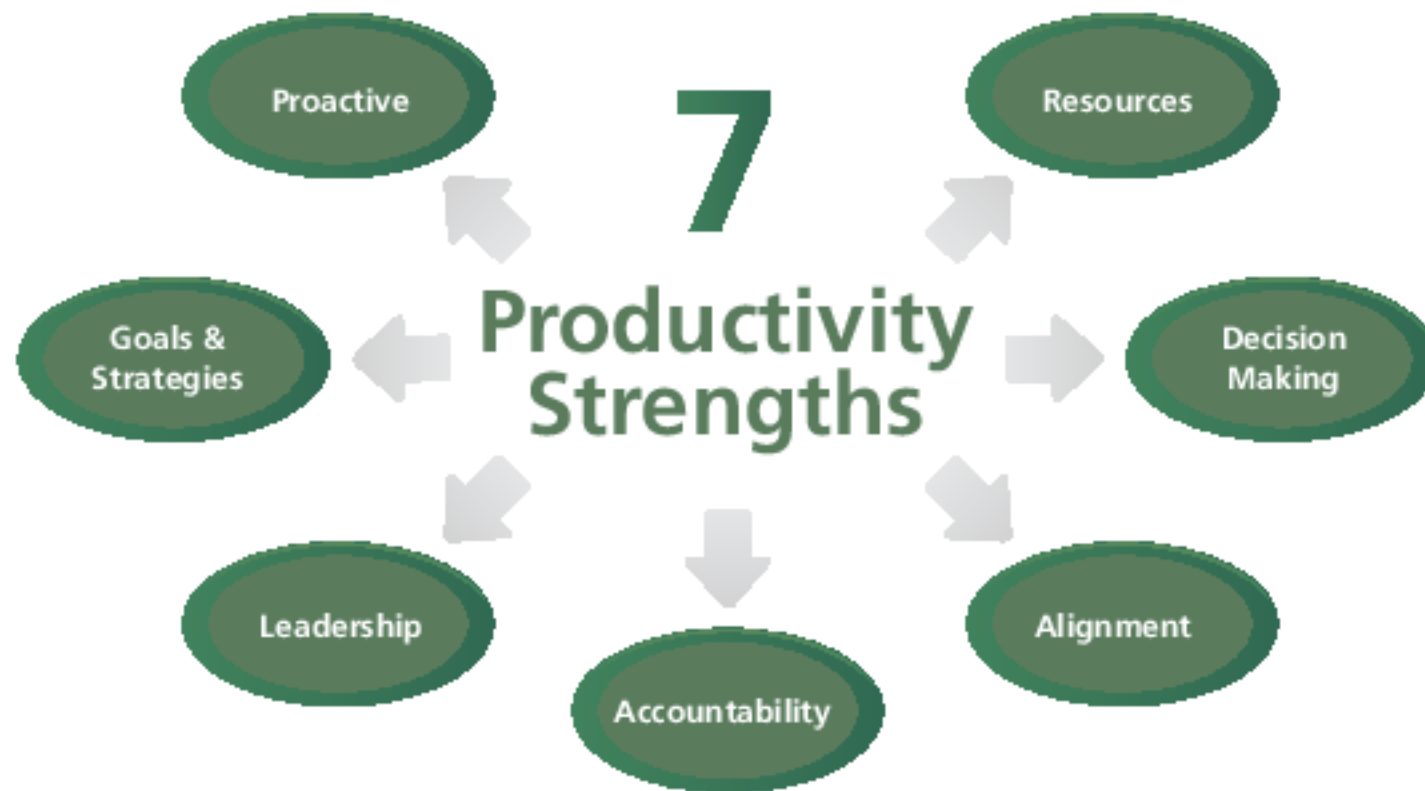 Proactive
7
Resources
Productivity
Strengths
Goals &
Strategies
Decision
Making
Leadership
Alignment
Accountability